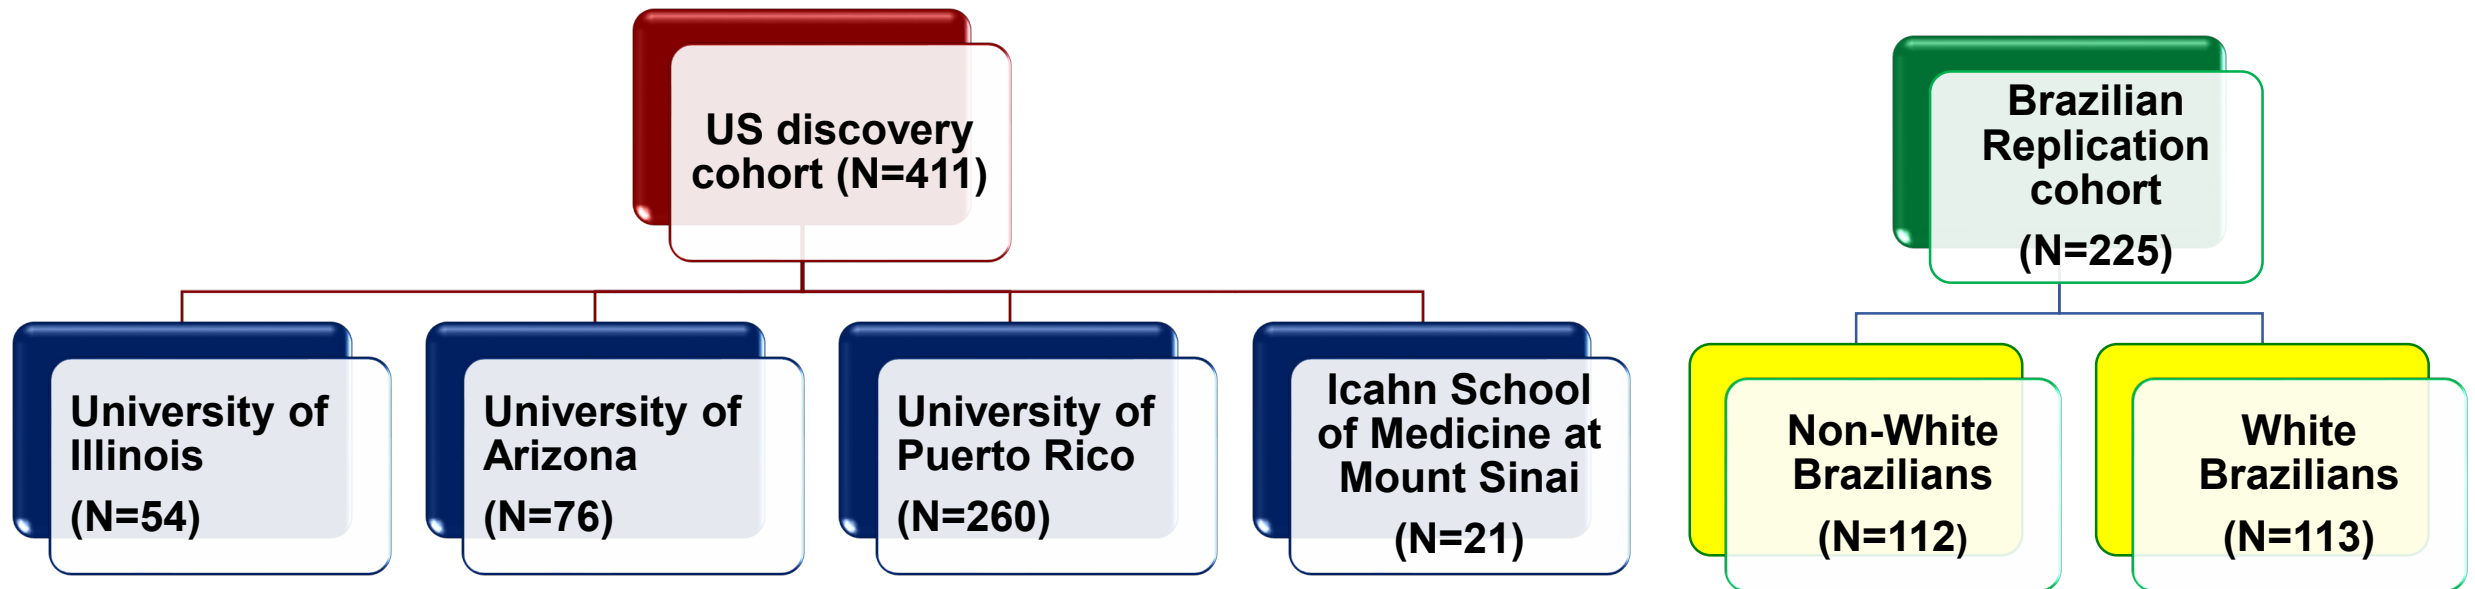 US discovery
cohort (N=411)
Brazilian
Replication
cohort
(N=225)
University of
Illinois
(N=54)
University of
Arizona
(N=76)
University of
Puerto Rico
(N=260)
Icahn School
of Medicine at
Mount Sinai
(N=21)
Non-White
Brazilians
(N=112)
White
Brazilians
(N=113)